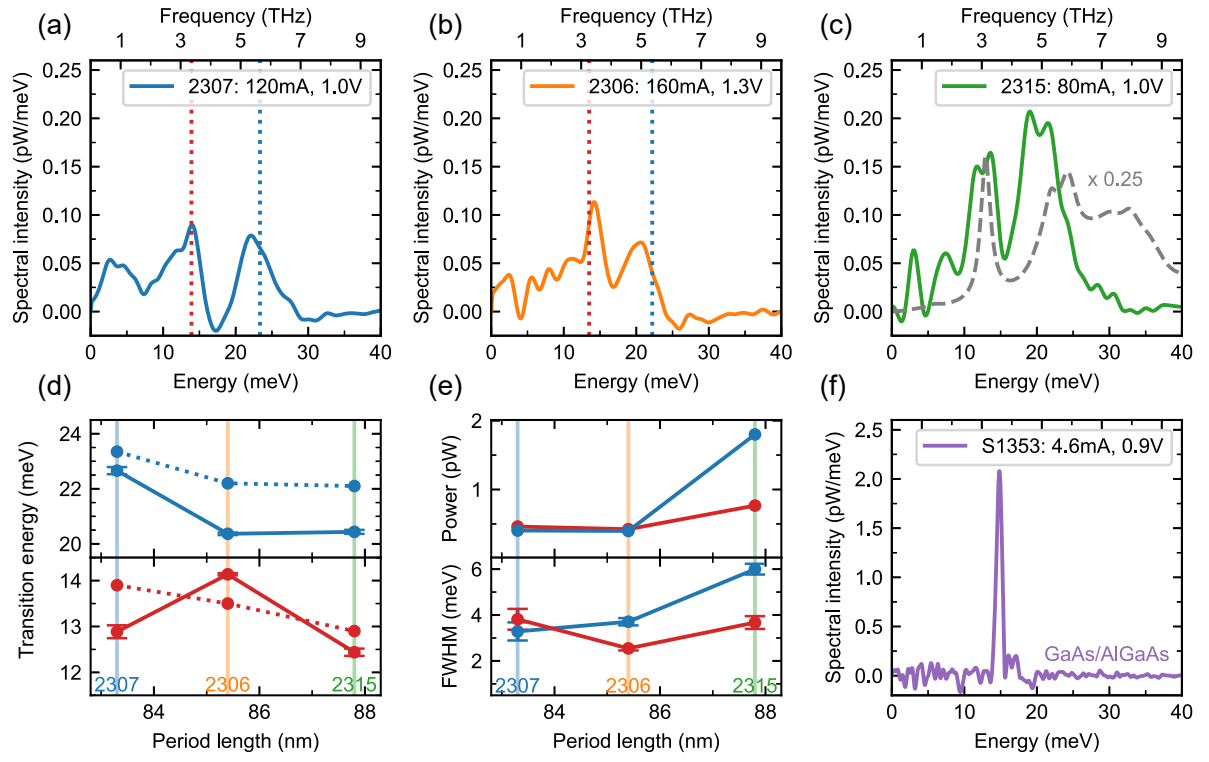 (a)
Frequency (THz)
1 3 5 7 9
2307: 120mA, 1.0V
Spectral intensity (pW/meV)
0.25
0.20
0.15
0.10
0.05
0.00
0 10 20 30 40
Energy (meV)
(b)
Frequency (THz)
1 3 5 7 9
2306: 160mA, 1.3V
Spectral intensity (pW/meV)
0.25
0.20
0.15
0.10
0.05
0.00
0 10 20 30 40
Energy (meV)
(c)
Frequency (THz)
1 3 5 7 9
2315: 80mA, 1.0V
x 0.25
Spectral intensity (pW/meV)
0.25
0.20
0.15
0.10
0.05
0.00
0 10 20 30 40
Energy (meV)
(d)
Transition energy (meV)
24
22
20
14
13
12
2307 2306 2315
84 86 88
Period length (nm)
(e)
Power (pW)
2
1
FWHM (meV)
6
4
2
2307 2306 2315
84 86 88
Period length (nm)
(f)
S1353: 4.6mA, 0.9V
Spectral intensity (pW/meV)
2.5
2.0
1.5
1.0
0.5
0.0
GaAs/AlGaAs
0 10 20 30 40
Energy (meV)